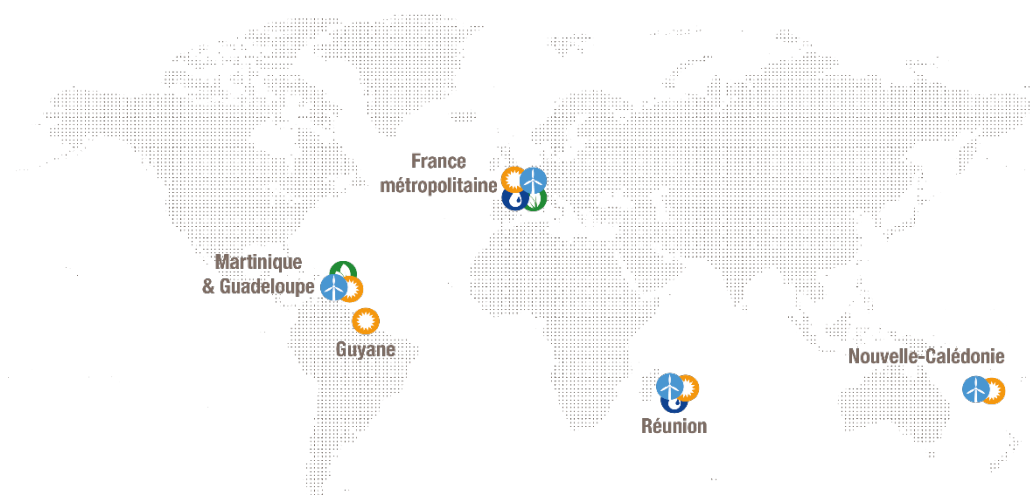 France
métropolitaine
Martinique
& Guadeloupe
Guyane
Nouvelle-Calédonie
Réunion